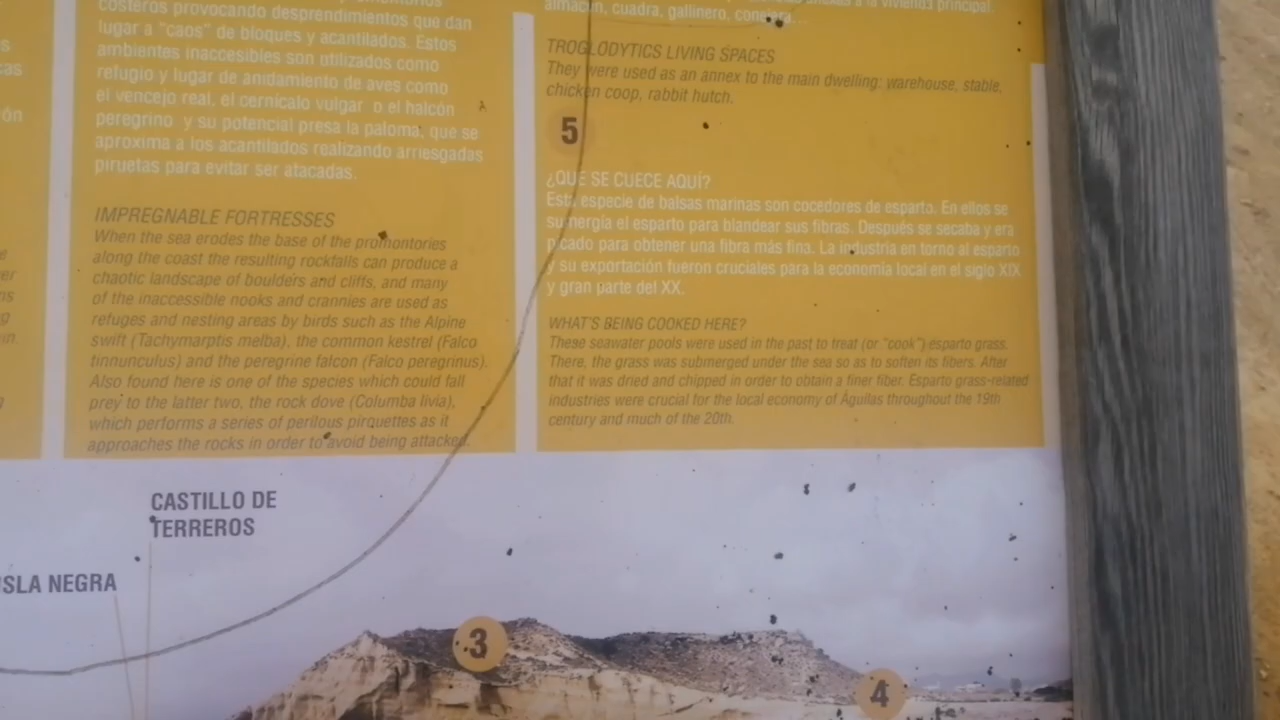 costeros provocando desprendimientos que dan
lugar a "caos" de bloques y acantilados. Estos
ambientes inaccesibles son utilizados como
refugio y lugar de anidamiento de aves como
el vencejo real, el cernícalo vulgar o el halcón
peregrino y su potencial presa la paloma, que se
aproxima a los acantilados realizando arriesgadas
piruetas para evitar ser atacadas.
IMPREGNABLE FORTRESSES
When the sea erodes the base of the promontories
along the coast the resulting rockfalls can produce a
chaotic landscape of boulders and cliffs, and many
of the inaccessible nooks and crannies are used as
refuges and nesting areas by birds such as the Alpine
swift (Tachymarptis melba), the common kestrel (Falco
tinnunculus) and the peregrine falcon (Falco peregrinus).
Also found here is one of the species which could fall
prey to the latter two, the rock dove (Columba livia),
which performs a series of perilous pirquettes as it
approaches the rocks in order to avoid being attacked.
a la vivienda principal.
almacén, cuadra, gallinero, conejera...
TROGLODYTICS LIVING SPACES
They were used as an annex to the main dwelling: warehouse, stable,
chicken coop, rabbit hutch.
5
¿QUÉ SE CUECE AQUÍ?
Esta especie de balsas marinas son cocedores de esparto. En ellos se
sumergía el esparto para blandear sus fibras. Después se secaba y era
picado para obtener una fibra más fina. La industria en torno al esparto
y su exportación fueron cruciales para la economía local en el siglo XIX
y gran parte del XX.
WHAT'S BEING COOKED HERE?
These seawater pools were used in the past to treat (or "cook") esparto grass.
There, the grass was submerged under the sea so as to soften its fibers. After
that it was dried and chipped in order to obtain a finer fiber. Esparto grass-related
industries were crucial for the local economy of Águilas throughout the 19th
century and much of the 20th.
CASTILLO DE
TERREROS
ISLA NEGRA
3
4